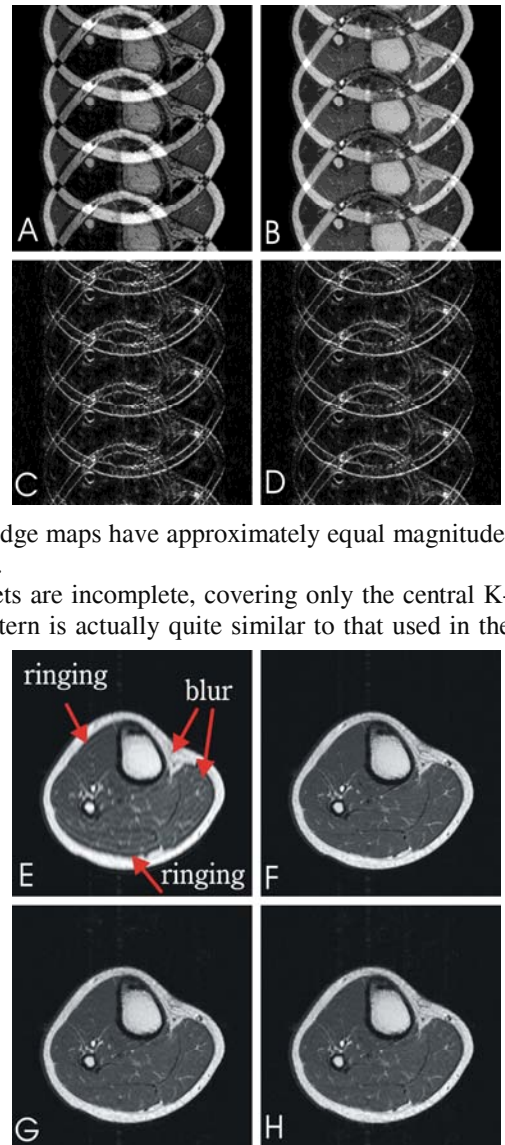 A B
C D
edge maps have approximately equal magnitude
ets are incomplete, covering only the central K-
tern is actually quite similar to that used in the
ringing blur
E ringing F
G H